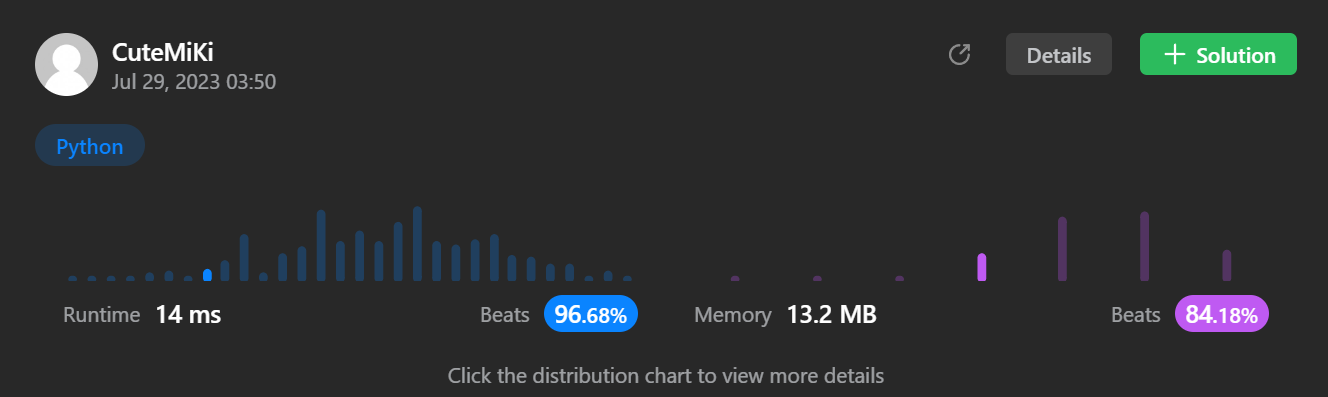 CuteMiKi
Jul 29, 2023 03:50
Details
Solution
Python
Runtime 14 ms Beats 96.68%
Memory 13.2 MB Beats 84.18%
Click the distribution chart to view more details